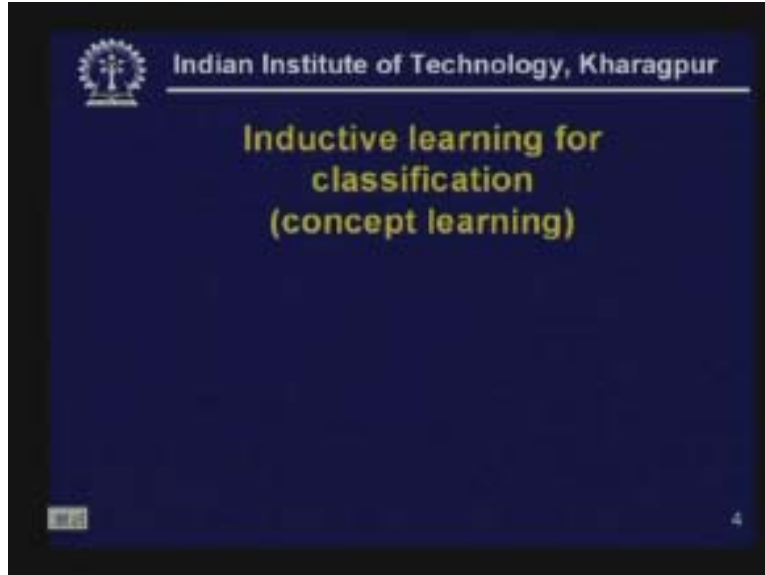 Indian Institute of Technology, Kharagpur
Inductive learning for
classification
(concept learning)
4